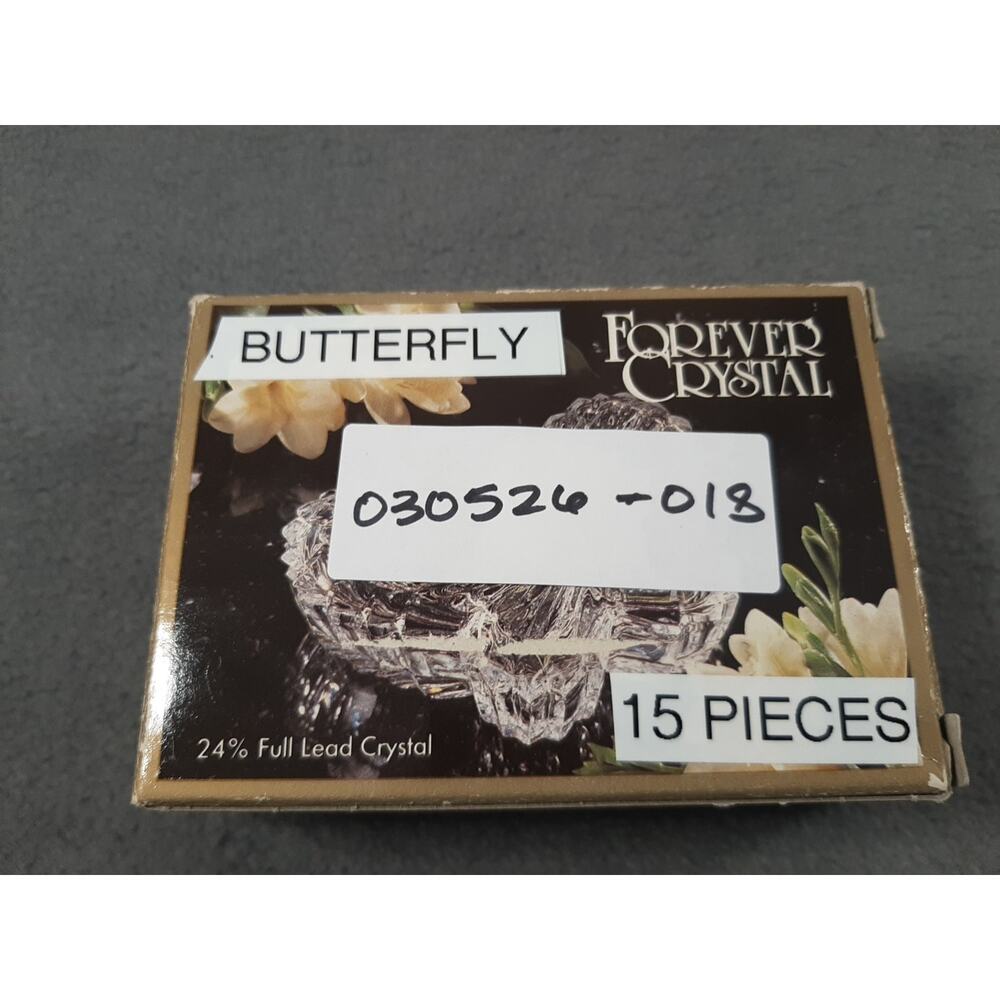 BUTTERFLY
FOREVER
CRYSTAL
030526-018
15 PIECES
24% Full Lead Crystal